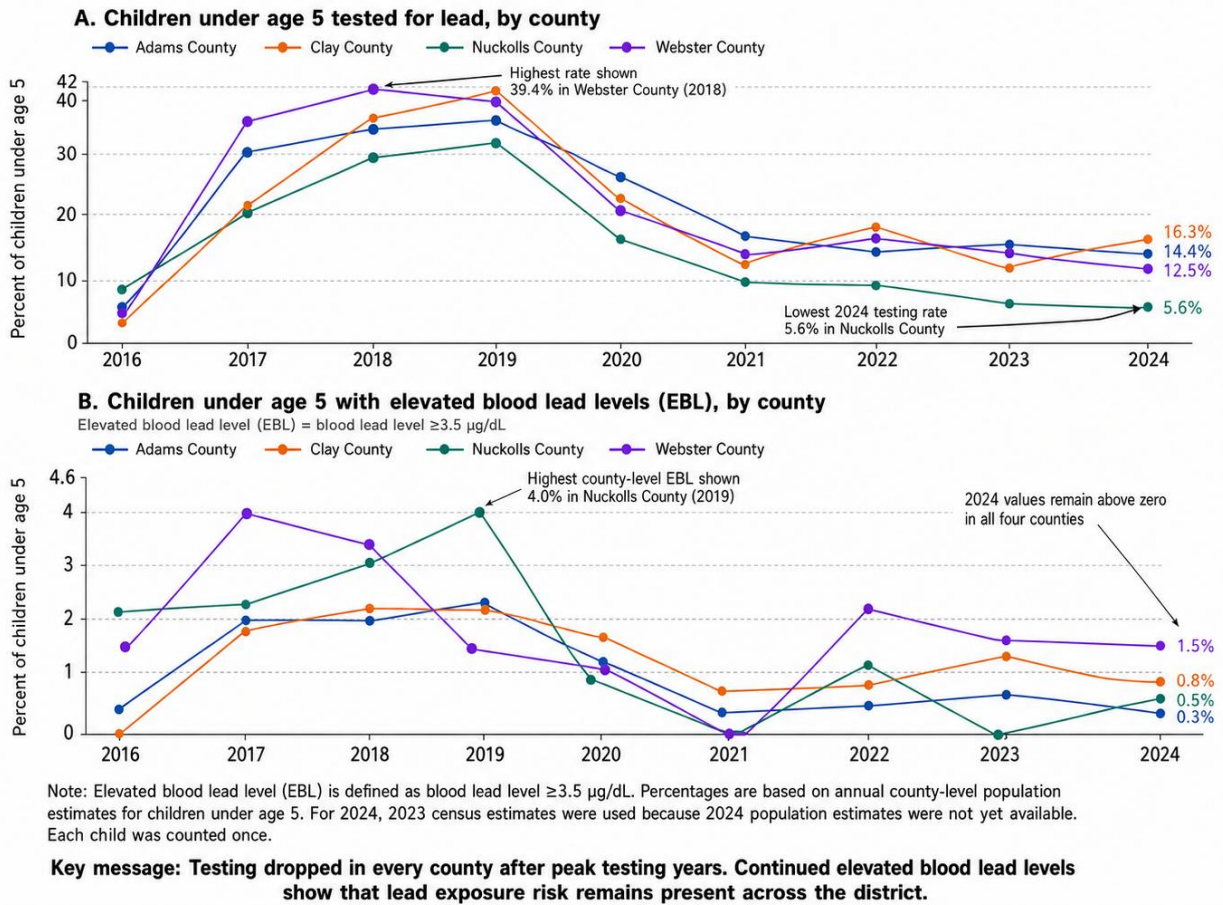 A. Children under age 5 tested for lead, by county
Adams County Clay County Nuckolls County Webster County
Percent of children under age 5
42
40
30
20
10
0
Highest rate shown
39.4% in Webster County (2018)
16.3%
14.4%
12.5%
5.6%
Lowest 2024 testing rate
5.6% in Nuckolls County
2016 2017 2018 2019 2020 2021 2022 2023 2024
B. Children under age 5 with elevated blood lead levels (EBL), by county
Elevated blood lead level (EBL) = blood lead level ≥3.5 µg/dL
Adams County Clay County Nuckolls County Webster County
Percent of children under age 5
4.6
4
3
2
1
0
Highest county-level EBL shown
4.0% in Nuckolls County (2019)
2024 values remain above zero
in all four counties
1.5%
0.8%
0.5%
0.3%
2016 2017 2018 2019 2020 2021 2022 2023 2024
Note: Elevated blood lead level (EBL) is defined as blood lead level ≥3.5 µg/dL. Percentages are based on annual county-level population
estimates for children under age 5. For 2024, 2023 census estimates were used because 2024 population estimates were not yet available.
Each child was counted once.
Key message: Testing dropped in every county after peak testing years. Continued elevated blood lead levels
show that lead exposure risk remains present across the district.